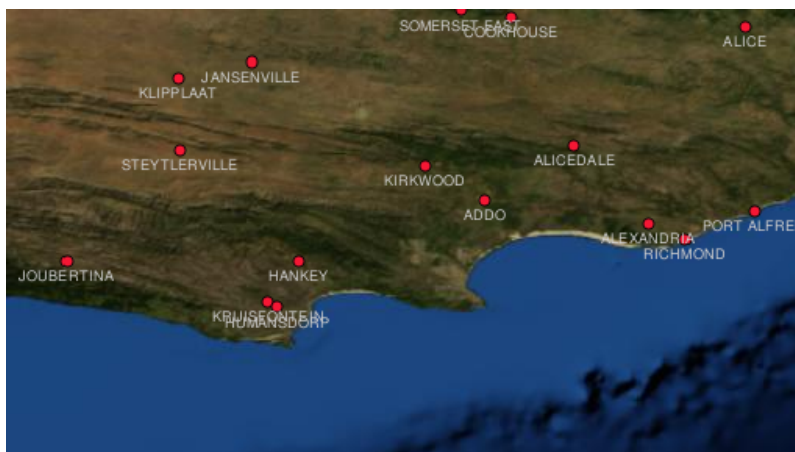 SOMERSET EAST
COOKHOUSE
ALICE
JANSENVILLE
KLIPPLAAT
STEYTLERVILLE
ALICEDALE
KIRKWOOD
ADDO
PORT ALFRE
ALEXANDRIA
RICHMOND
JOUBERTINA
HANKEY
KRUISFONTEIN
HUMANSDORP